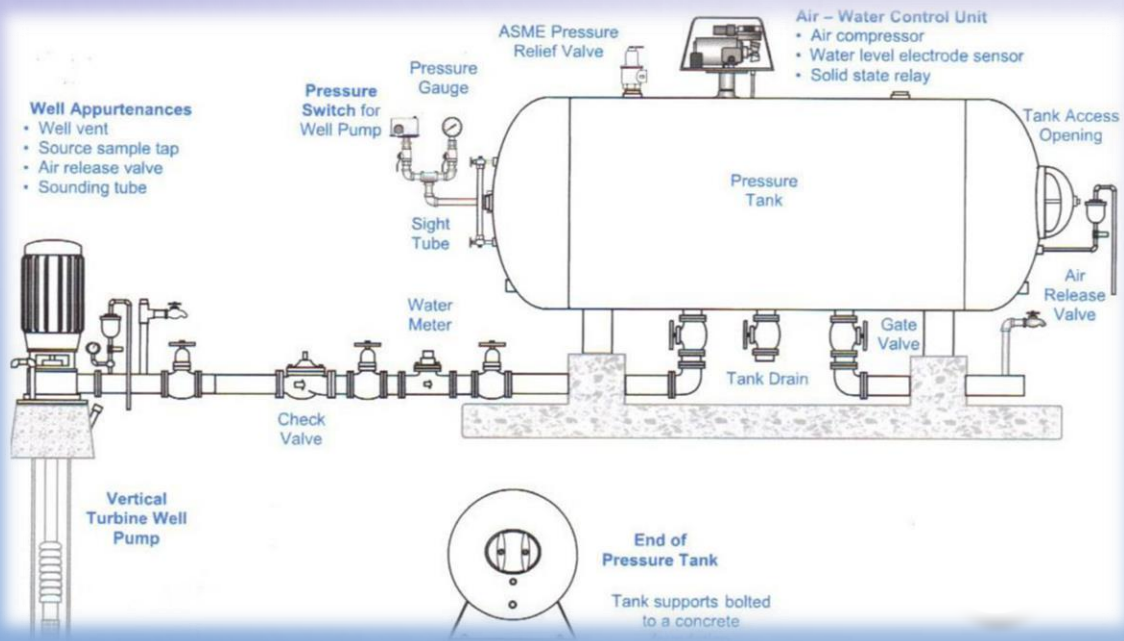 Air – Water Control Unit
• Air compressor
• Water level electrode sensor
• Solid state relay
ASME Pressure
Relief Valve
Pressure
Gauge
Pressure
Switch for
Well Pump
Well Appurtenances
• Well vent
• Source sample tap
• Air release valve
• Sounding tube
Tank Access
Opening
Pressure
Tank
Sight
Tube
Air
Release
Valve
Water
Meter
Gate
Valve
Tank Drain
Check
Valve
Vertical
Turbine Well
Pump
End of
Pressure Tank
Tank supports bolted
to a concrete